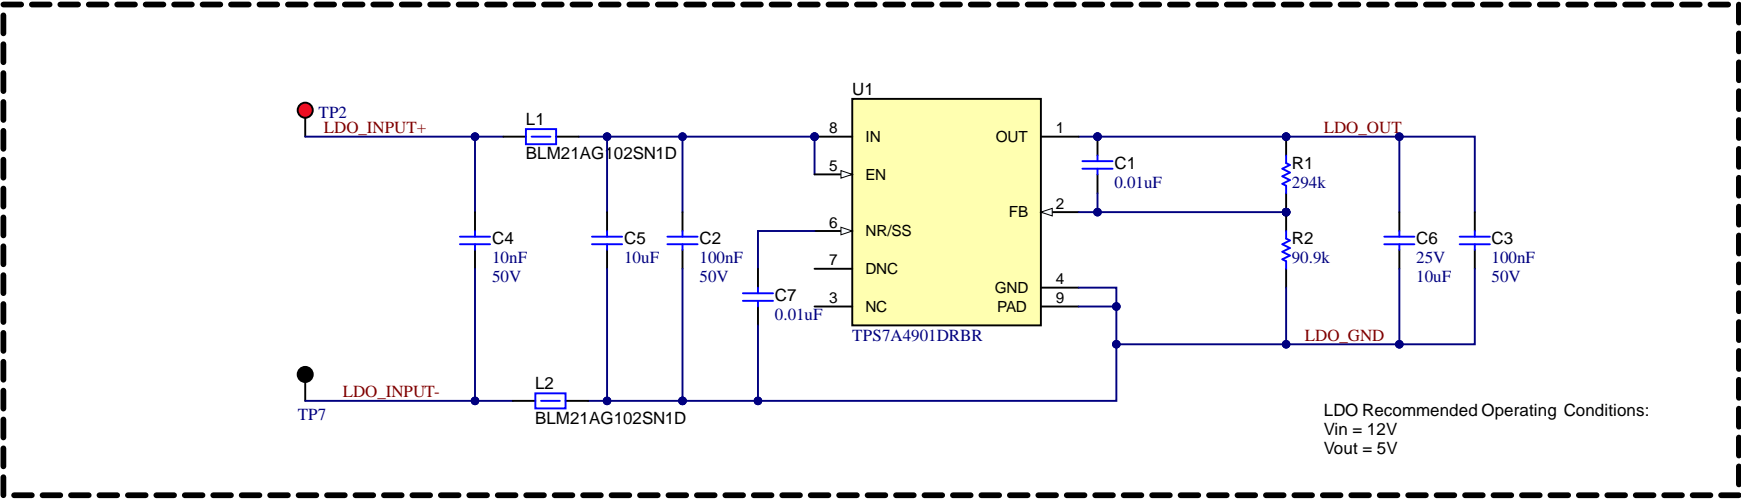 TP2
LDO_INPUT+
L1
BLM21AG102SN1D
C4
10nF
50V
C5
10uF
C2
100nF
50V
C7
0.01uF
TP7
LDO_INPUT-
L2
BLM21AG102SN1D
U1
8 IN
5 EN
6 NR/SS
7 DNC
3 NC
OUT 1
FB 2
GND 4
PAD 9
TPS7A4901DRBR
C1
0.01uF
R1
294k
R2
90.9k
LDO_OUT
C6
25V
10uF
C3
100nF
50V
LDO_GND
LDO Recommended Operating Conditions:
Vin = 12V
Vout = 5V